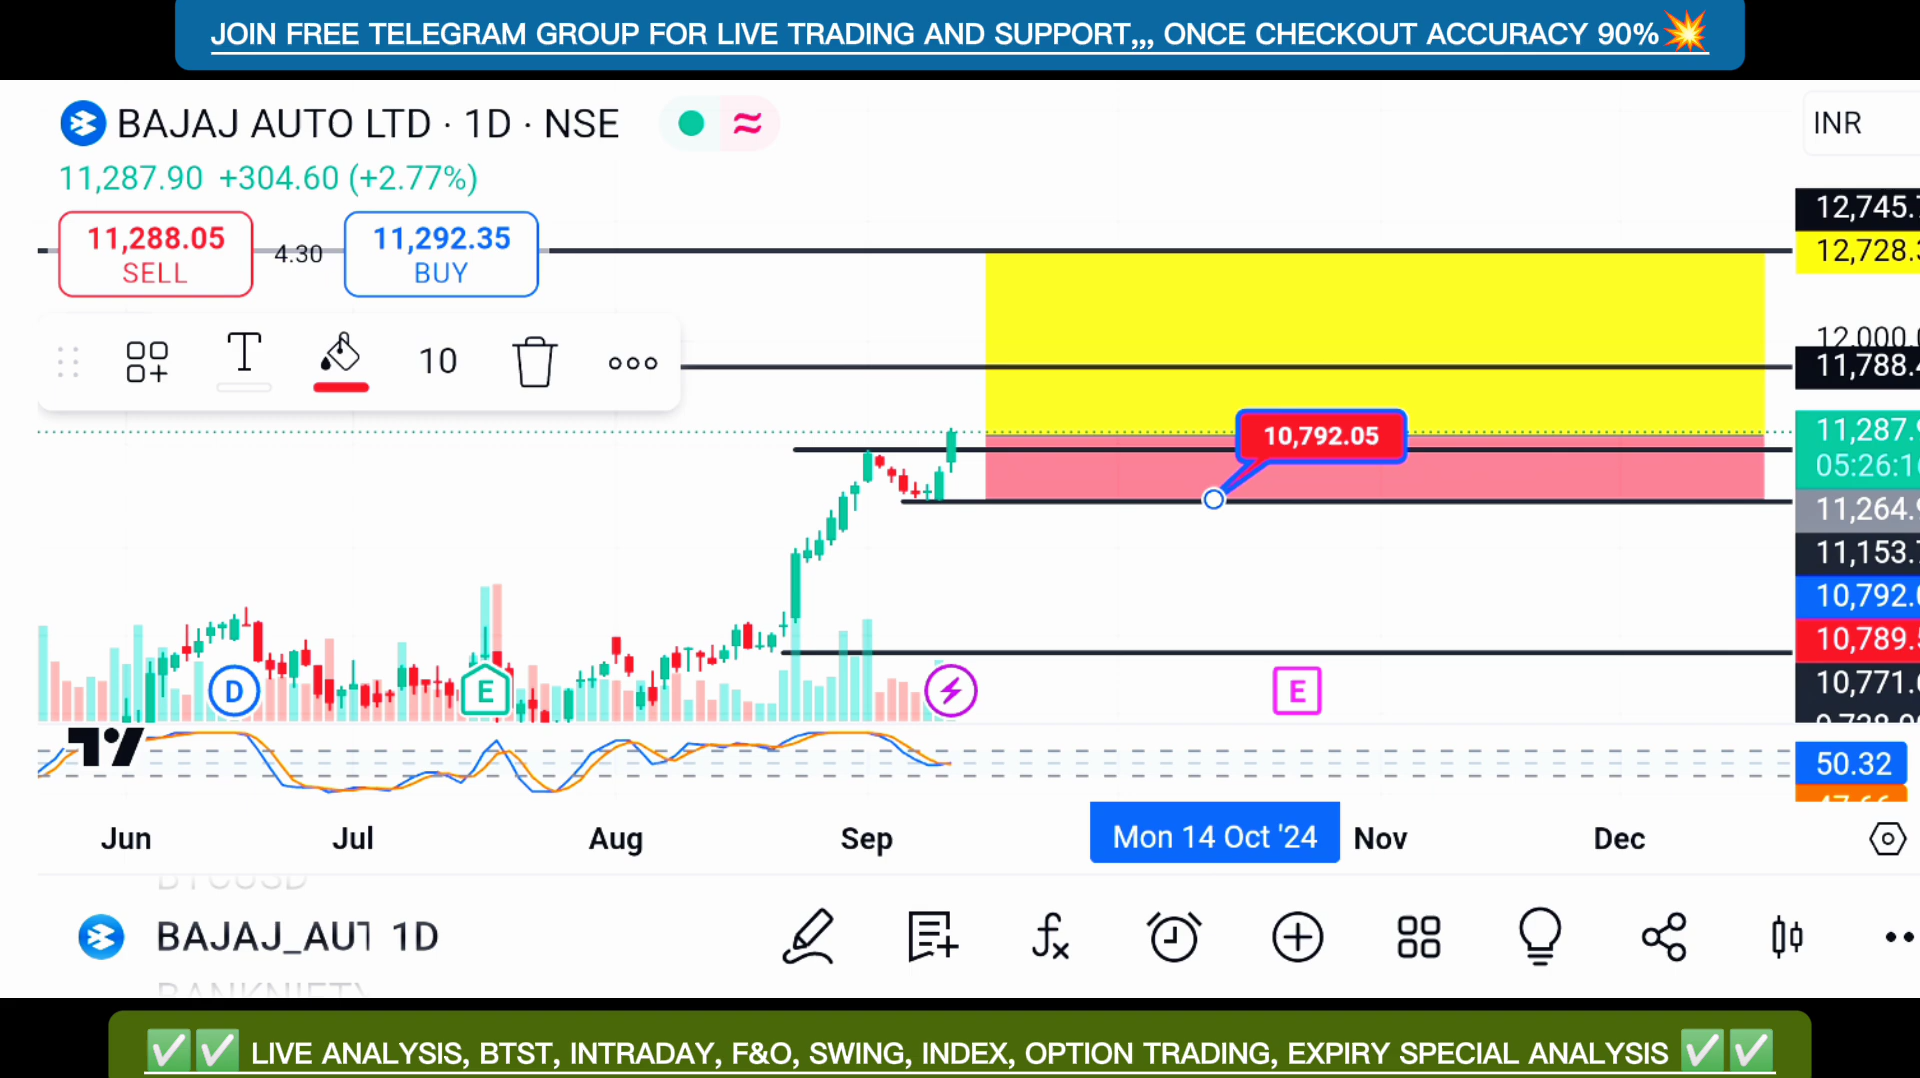 JOIN FREE TELEGRAM GROUP FOR LIVE TRADING AND SUPPORT,,, ONCE CHECKOUT ACCURACY 90%💥
BAJAJ AUTO LTD · 1D · NSE
INR
11,287.90 +304.60 (+2.77%)
11,288.05
SELL
4.30
11,292.35
BUY
T
10
10,792.05
12,745.
12,728.
12,000.
11,788.
11,287.
05:26:1
11,264.
11,153.
10,792.
10,789.
10,771.
50.32
D
E
E
Jun
Jul
Aug
Sep
Mon 14 Oct '24
Nov
Dec
BTCUSD
BAJAJ_AUT 1D
BANKNIFTY
✅✅ LIVE ANALYSIS, BTST, INTRADAY, F&O, SWING, INDEX, OPTION TRADING, EXPIRY SPECIAL ANALYSIS ✅✅